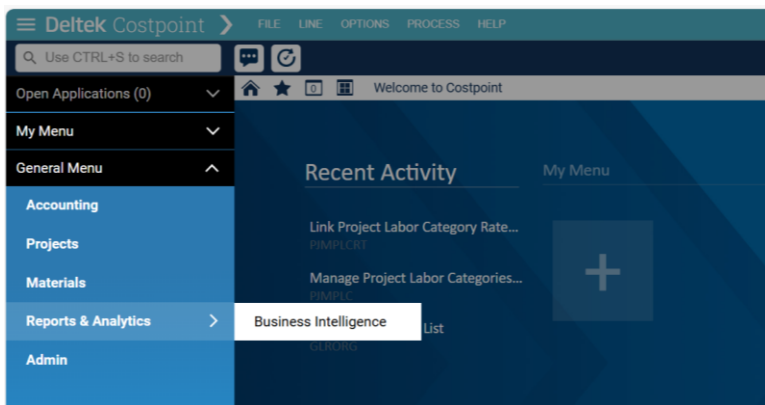 Deltek Costpoint
FILE LINE OPTIONS PROCESS HELP
Use CTRL+S to search
Open Applications (0)
0
Welcome to Costpoint
My Menu
General Menu
Accounting
Projects
Materials
Reports & Analytics
Business Intelligence
Admin
Recent Activity
My Menu
Link Project Labor Category Rate...
PJMPLCRT
Manage Project Labor Categories...
PJMPLC
List
GLRORG